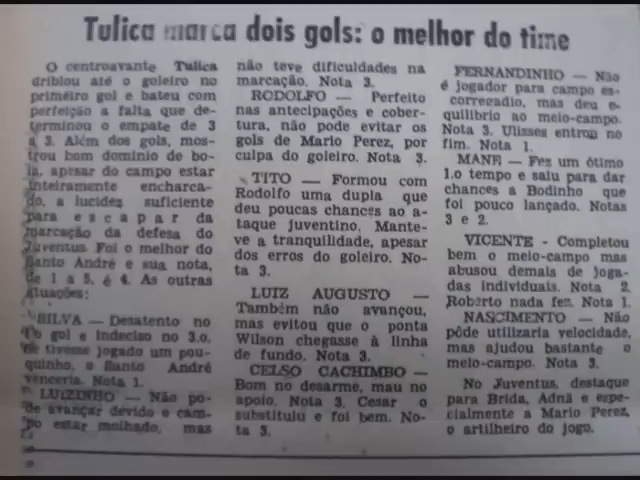 Tulica marca dois gols: o melhor do time
O centroavante Tulica
driblou até o goleiro no
primeiro gol e bateu com
perfeição a falta que de-
terminou o empate de 3
a 3. Além dos gols, mos-
trou bom dominio de bo-
la, apesar do campo estar
inteiramente encharca-
do, a lucides suficiente
para escapar da
marcação da defesa do
Juventus. Foi o melhor do
Santo André e sua nota,
de 1 a 5, é 4. As outras
atuações:
SILVA — Desatento no
1o gol e indeciso no 3.o.
Se tivesse jogado um pou-
quinho, o Santo André
venceria. Nota 1.
LUIZINHO — Não po-
de avançar devido o cam-
po estar molhado, mas
não teve dificuldades na
marcação. Nota 3.
RODOLFO — Perfeito
nas antecipações e cober-
tura, não pode evitar os
gols de Mario Perez, por
culpa do goleiro. Nota 3.
TITO — Formou com
Rodolfo uma dupla que
deu poucas chances ao a-
taque juventino. Mante-
ve a tranquilidade, apesar
dos erros do goleiro. No-
ta 3.
LUIZ AUGUSTO —
Também não avançou,
mas evitou que o ponta
Wilson chegasse à linha
de fundo. Nota 3.
CELSO CACHIMBO —
Bom no desarme, mau no
apoio. Nota 3. Cesar o
substituiu e foi bem. No-
ta 3.
FERNANDINHO — Não
é jogador para campo es-
corregadio, mas deu e-
quilibrio ao meio-campo.
Nota 3. Ulisses entrou no
fim. Nota 1.
MANE — Fez um ótimo
1.o tempo e saiu para dar
chances à Bodinho que
foi pouco lançado. Notas
3 e 2.
VICENTE - Completou
bem o meio-campo mas
abusou demais de joga-
das individuais. Nota 2.
Roberto nada fez. Nota 1.
NASCIMENTO — Não
pôde utilizaria velocidade,
mas ajudou bastante o
meio-campo. Nota 3.
No Juventus, destaque
para Brida, Adnã e espe-
cialmente a Mario Perez,
o artilheiro do jogo.